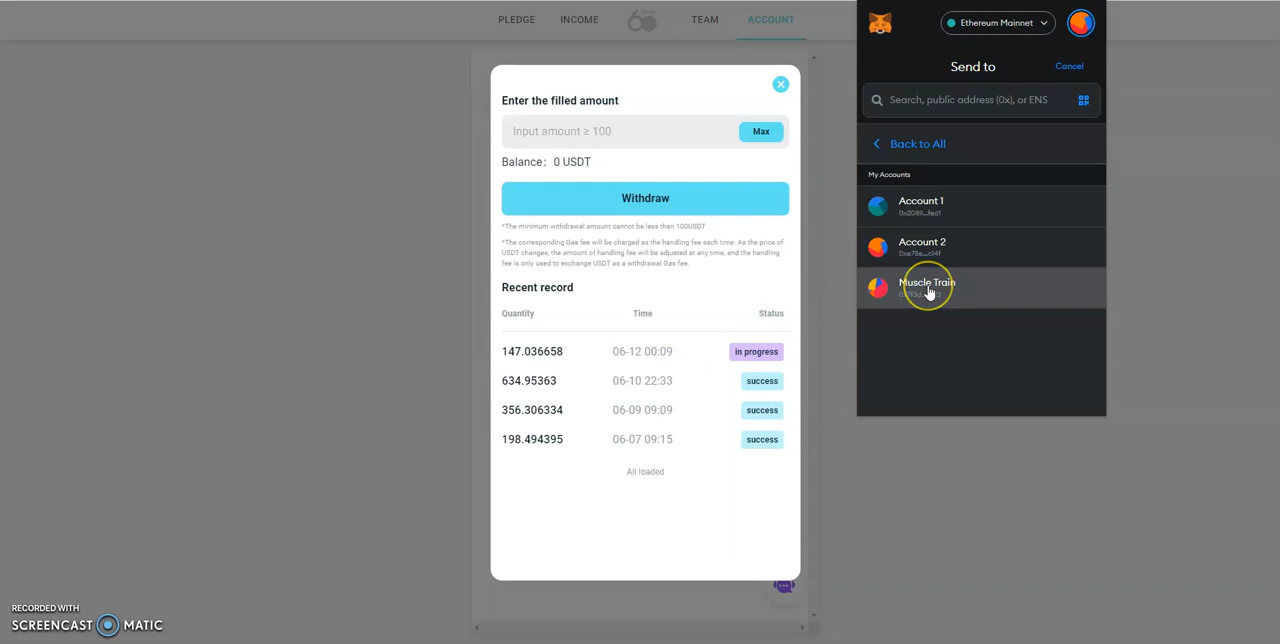 PLEDGE INCOME TEAM ACCOUNT
Enter the filled amount
Input amount ≥ 100 Max
Balance: 0 USDT
Withdraw
*The minimum withdrawal amount cannot be less than 100USDT
*The corresponding Gas fee will be charged as the handling fee each time. As the price of
USDT changes, the amount of handling fee will be adjusted at any time, and the handling
fee is only used to exchange USDT as a withdrawal Gas fee.
Recent record
Quantity Time Status
147.036658 06-12 00:09 in progress
634.95363 06-10 22:33 success
356.306334 06-09 09:09 success
198.494395 06-07 09:15 success
All loaded
Ethereum Mainnet
Send to Cancel
Search, public address (0x), or ENS
Back to All
My Accounts
Account 1
0x2089...fea1
Account 2
0xe78e...c14f
Muscle Train
RECORDED WITH
SCREENCAST MATIC